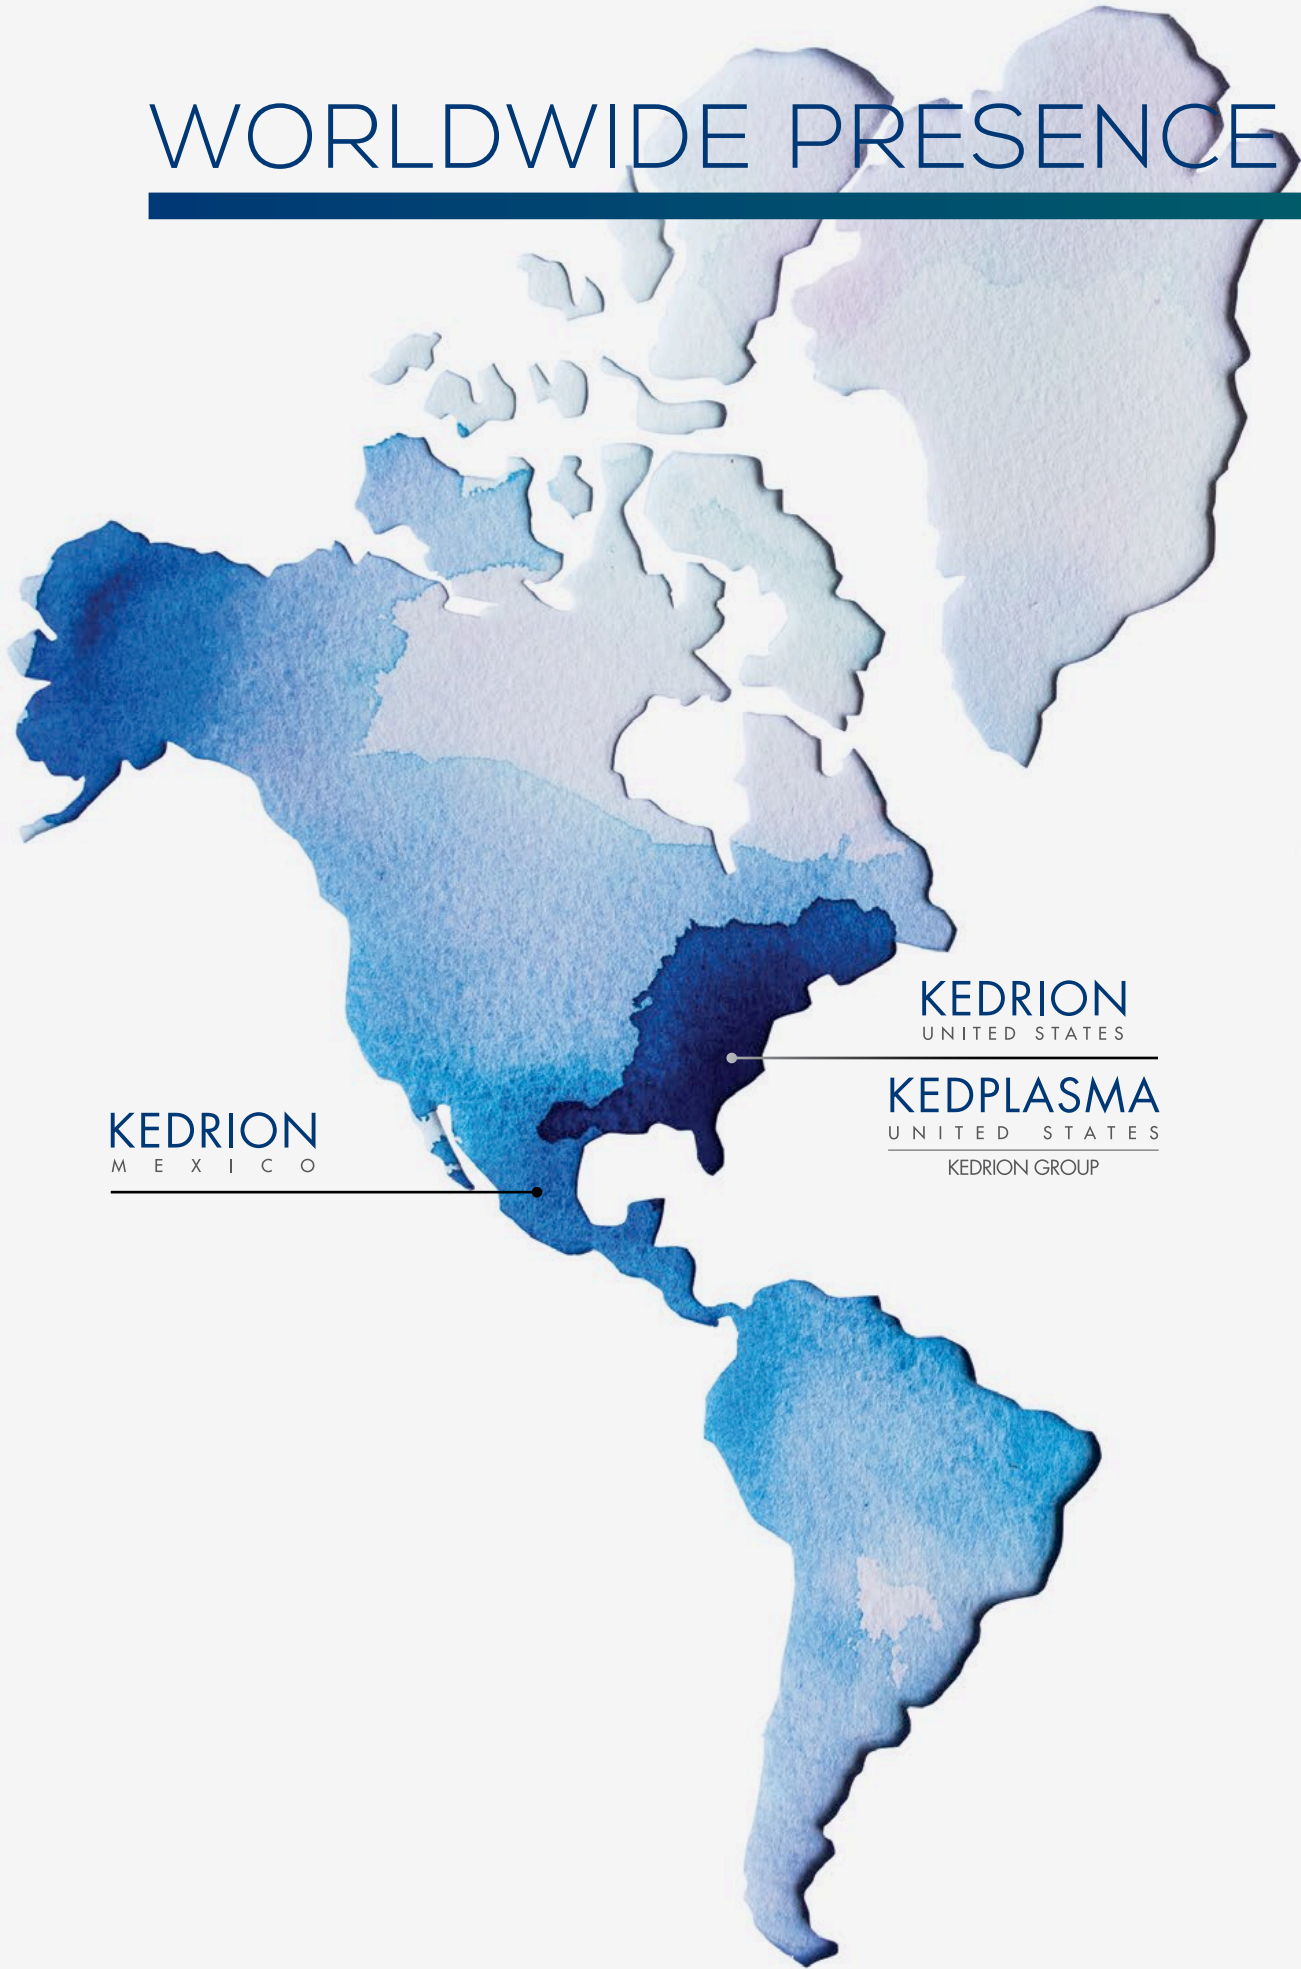 WORLDWIDE PRESENCE
KEDRION
UNITED STATES
KEDPLASMA
UNITED STATES
KEDRION GROUP
KEDRION
MEXICO